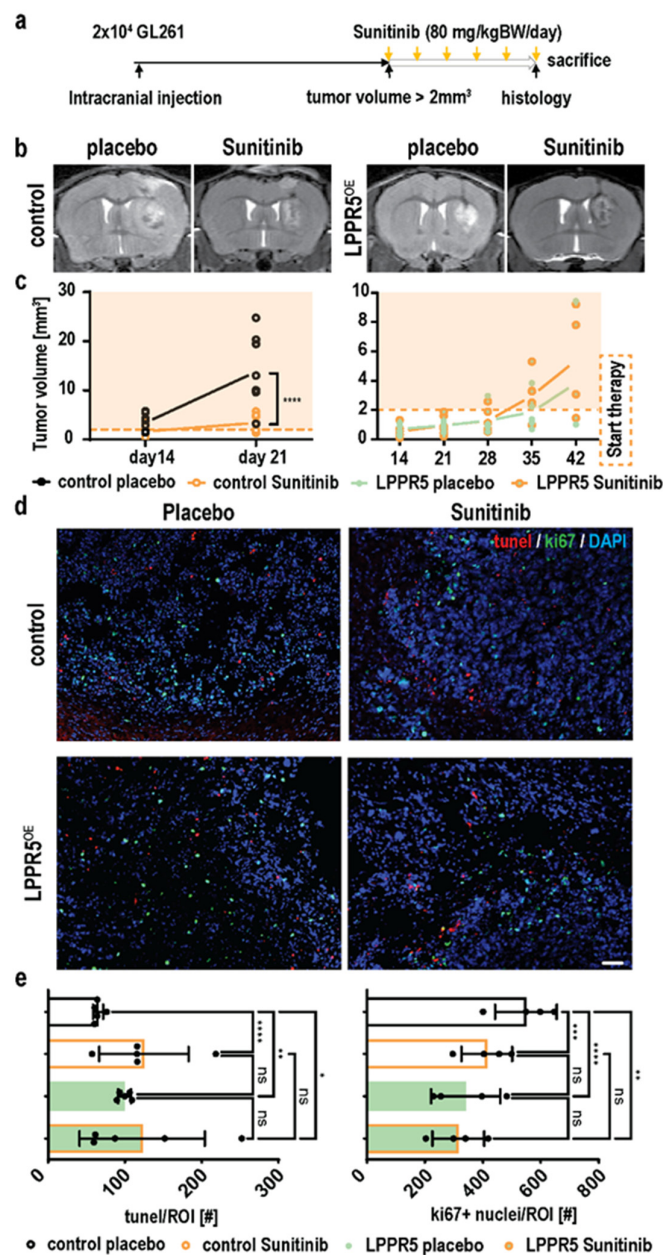 a
2x10⁴ GL261
Sunitinib (80 mg/kgBW/day)
sacrifice
Intracranial injection
tumor volume > 2mm³
histology
b
placebo
Sunitinib
placebo
Sunitinib
control
LPPR5ᴼᴱ
c
Tumor volume [mm³]
30
20
10
0
day14
day 21
****
10
8
6
4
2
0
14
21
28
35
42
Start therapy
control placebo
control Sunitinib
LPPR5 placebo
LPPR5 Sunitinib
d
Placebo
Sunitinib
tunel / ki67 / DAPI
control
LPPR5ᴼᴱ
e
****
**
*
ns
ns
ns
0
100
200
300
tunel/ROI [#]
***
****
**
ns
ns
ns
0
200
400
600
800
ki67+ nuclei/ROI [#]
control placebo
control Sunitinib
LPPR5 placebo
LPPR5 Sunitinib